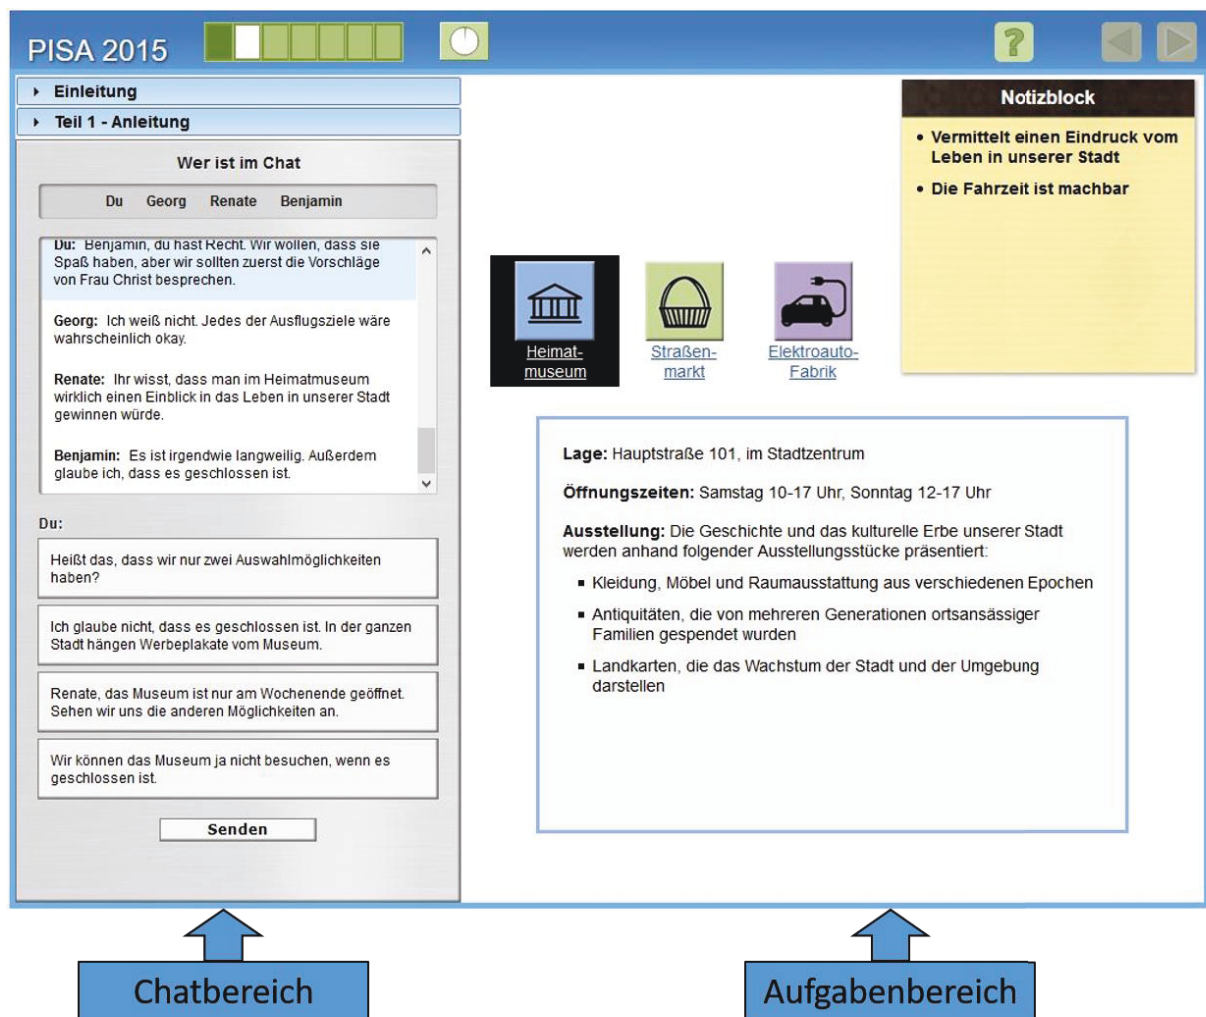 PISA 2015
?
Einleitung
Teil 1 - Anleitung
Wer ist im Chat
Du Georg Renate Benjamin
Du: Benjamin, du hast Recht. Wir wollen, dass sie
Spaß haben, aber wir sollten zuerst die Vorschläge
von Frau Christ besprechen.
Georg: Ich weiß nicht. Jedes der Ausflugsziele wäre
wahrscheinlich okay.
Renate: Ihr wisst, dass man im Heimatmuseum
wirklich einen Einblick in das Leben in unserer Stadt
gewinnen würde.
Benjamin: Es ist irgendwie langweilig. Außerdem
glaube ich, dass es geschlossen ist.
Du:
Heißt das, dass wir nur zwei Auswahlmöglichkeiten
haben?
Ich glaube nicht, dass es geschlossen ist. In der ganzen
Stadt hängen Werbeplakate vom Museum.
Renate, das Museum ist nur am Wochenende geöffnet.
Sehen wir uns die anderen Möglichkeiten an.
Wir können das Museum ja nicht besuchen, wenn es
geschlossen ist.
Senden
Notizblock
• Vermittelt einen Eindruck vom
Leben in unserer Stadt
• Die Fahrzeit ist machbar
Heimat-
museum
Straßen-
markt
Elektroauto-
Fabrik
Lage: Hauptstraße 101, im Stadtzentrum
Öffnungszeiten: Samstag 10-17 Uhr, Sonntag 12-17 Uhr
Ausstellung: Die Geschichte und das kulturelle Erbe unserer Stadt
werden anhand folgender Ausstellungsstücke präsentiert:
▪ Kleidung, Möbel und Raumausstattung aus verschiedenen Epochen
▪ Antiquitäten, die von mehreren Generationen ortsansässiger
Familien gespendet wurden
▪ Landkarten, die das Wachstum der Stadt und der Umgebung
darstellen
Chatbereich
Aufgabenbereich